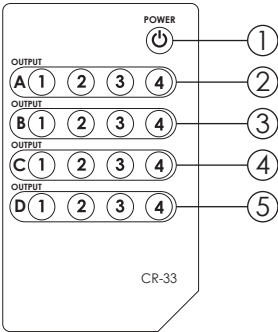 POWER
1
OUTPUT
A 1 2 3 4 2
OUTPUT
B 1 2 3 4 3
OUTPUT
C 1 2 3 4 4
OUTPUT
D 1 2 3 4 5
CR-33